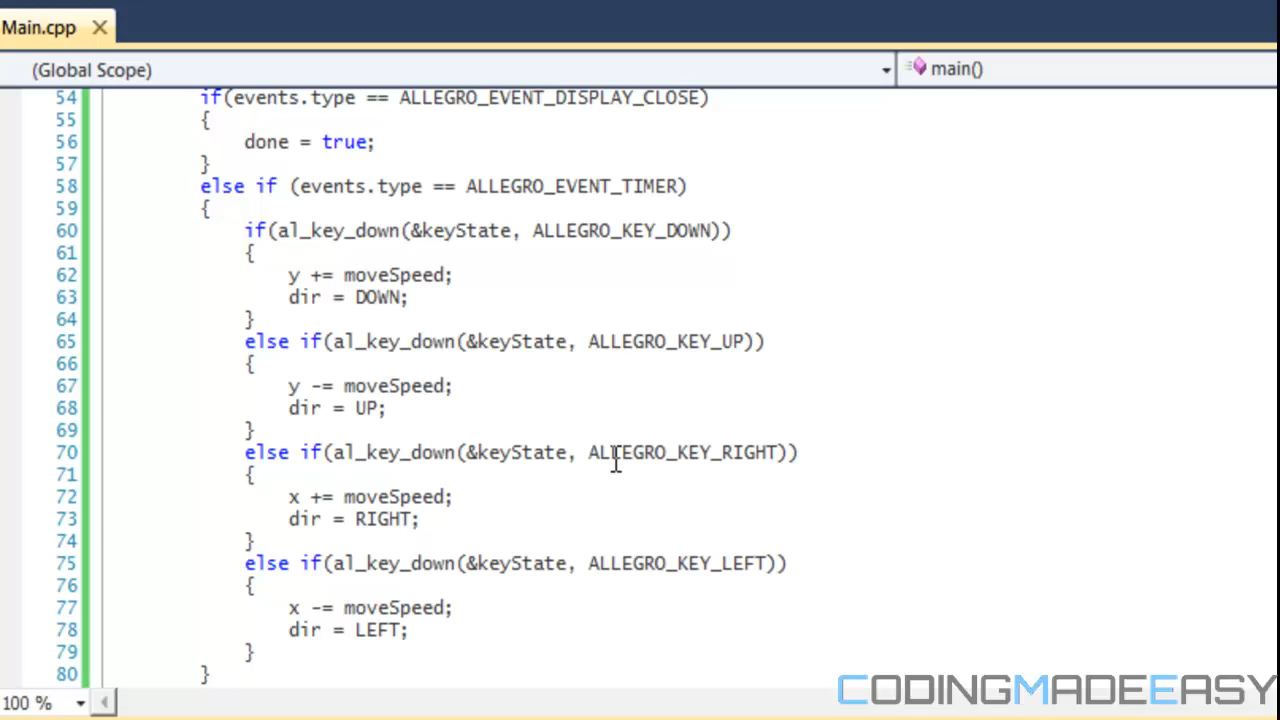 Main.cpp
(Global Scope) main()
54 if(events.type == ALLEGRO_EVENT_DISPLAY_CLOSE)
55 {
56 done = true;
57 }
58 else if (events.type == ALLEGRO_EVENT_TIMER)
59 {
60 if(al_key_down(&keyState, ALLEGRO_KEY_DOWN))
61 {
62 y += moveSpeed;
63 dir = DOWN;
64 }
65 else if(al_key_down(&keyState, ALLEGRO_KEY_UP))
66 {
67 y -= moveSpeed;
68 dir = UP;
69 }
70 else if(al_key_down(&keyState, ALLEGRO_KEY_RIGHT))
71 {
72 x += moveSpeed;
73 dir = RIGHT;
74 }
75 else if(al_key_down(&keyState, ALLEGRO_KEY_LEFT))
76 {
77 x -= moveSpeed;
78 dir = LEFT;
79 }
80 }
100 %
CODINGMADEEASY